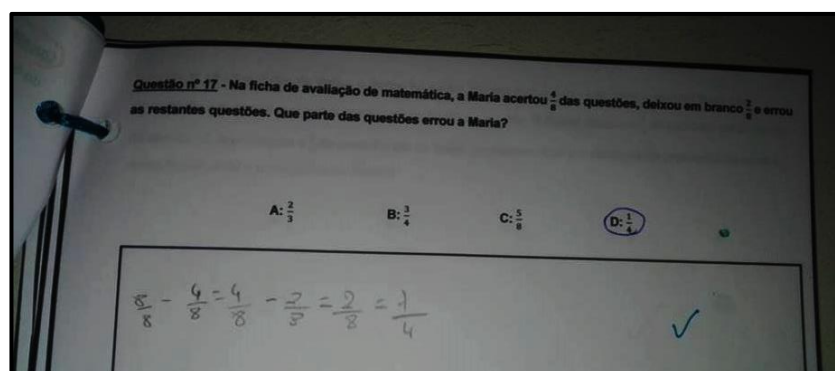 Questão nº 17 - Na ficha de avaliação de matemática, a Maria acertou 4/8 das questões, deixou em branco 2/8 e errou
as restantes questões. Que parte das questões errou a Maria?
A: 2/3 B: 3/4 C: 5/8 D: 1/4
8/8 - 4/8 = 4/8 - 2/8 = 2/8 = 1/4